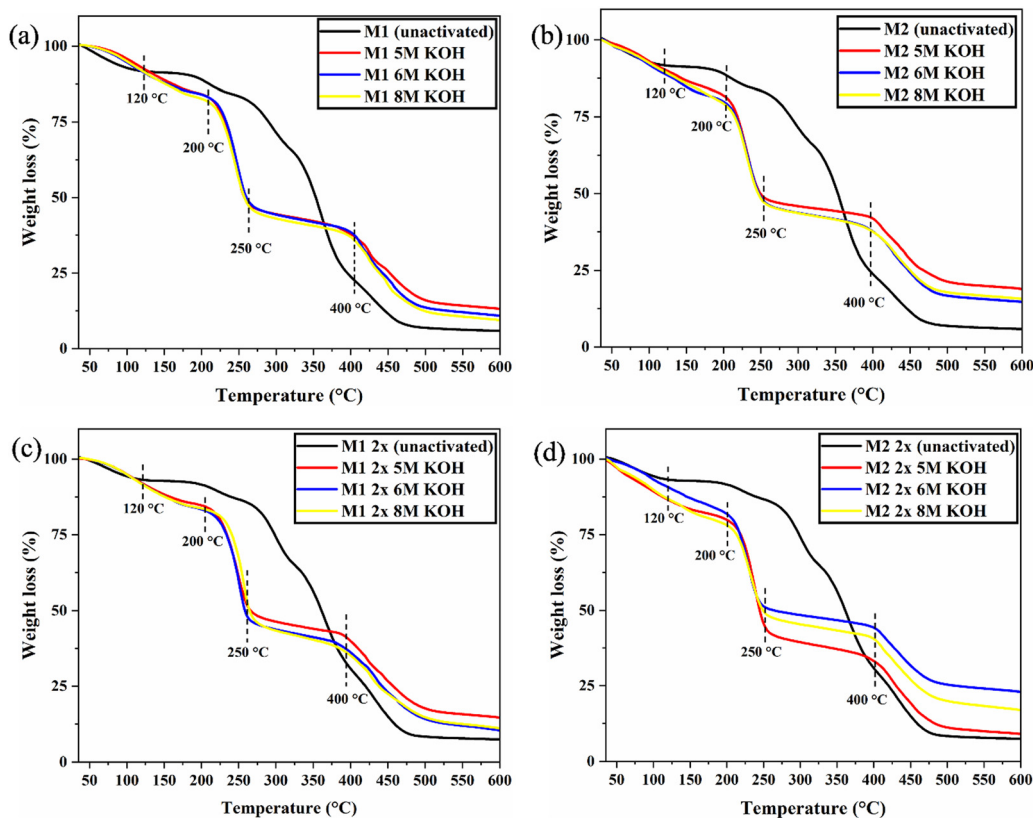 (a)
M1 (unactivated)
M1 5M KOH
M1 6M KOH
M1 8M KOH
120 °C
200 °C
250 °C
400 °C
Weight loss (%)
100
75
50
25
0
50 100 150 200 250 300 350 400 450 500 550 600
Temperature (°C)
(b)
M2 (unactivated)
M2 5M KOH
M2 6M KOH
M2 8M KOH
120 °C
200 °C
250 °C
400 °C
Weight loss (%)
100
75
50
25
0
50 100 150 200 250 300 350 400 450 500 550 600
Temperature (°C)
(c)
M1 2x (unactivated)
M1 2x 5M KOH
M1 2x 6M KOH
M1 2x 8M KOH
120 °C
200 °C
250 °C
400 °C
Weight loss (%)
100
75
50
25
0
50 100 150 200 250 300 350 400 450 500 550 600
Temperature (°C)
(d)
M2 2x (unactivated)
M2 2x 5M KOH
M2 2x 6M KOH
M2 2x 8M KOH
120 °C
200 °C
250 °C
400 °C
Weight loss (%)
100
75
50
25
0
50 100 150 200 250 300 350 400 450 500 550 600
Temperature (°C)